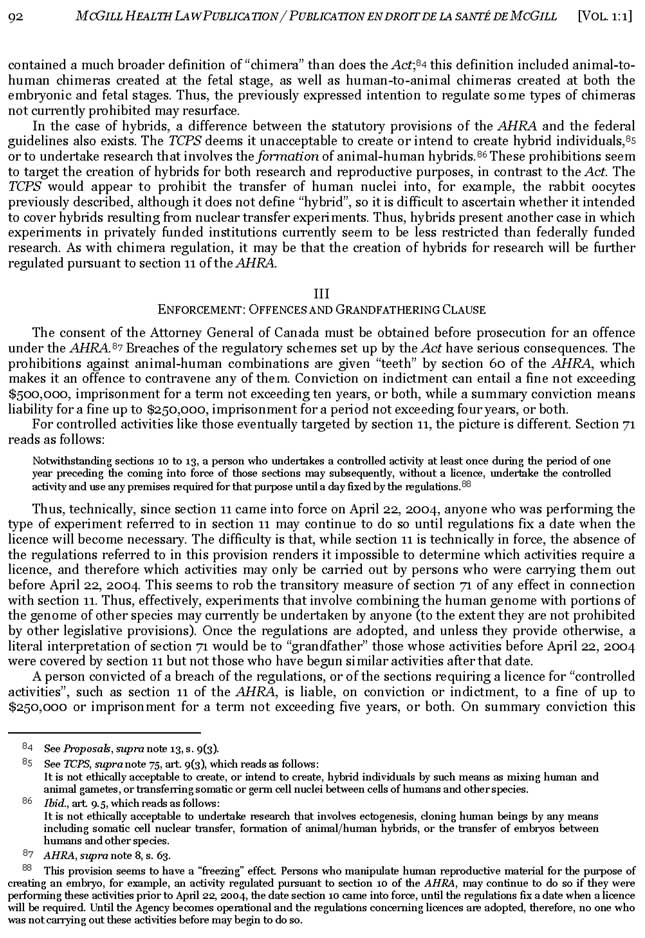 92 MCGILL HEALTH LAW PUBLICATION / PUBLICATION EN DROIT DE LA SANTÉ DE MCGILL [VOL. 1:1]
contained a much broader definition of “chimera” than does the Act;84 this definition included animal-to-
human chimeras created at the fetal stage, as well as human-to-animal chimeras created at both the
embryonic and fetal stages. Thus, the previously expressed intention to regulate some types of chimeras
not currently prohibited may resurface.
In the case of hybrids, a difference between the statutory provisions of the AHRA and the federal
guidelines also exists. The TCPS deems it unacceptable to create or intend to create hybrid individuals,85
or to undertake research that involves the formation of animal-human hybrids.86 These prohibitions seem
to target the creation of hybrids for both research and reproductive purposes, in contrast to the Act. The
TCPS would appear to prohibit the transfer of human nuclei into, for example, the rabbit oocytes
previously described, although it does not define “hybrid”, so it is difficult to ascertain whether it intended
to cover hybrids resulting from nuclear transfer experiments. Thus, hybrids present another case in which
experiments in privately funded institutions currently seem to be less restricted than federally funded
research. As with chimera regulation, it may be that the creation of hybrids for research will be further
regulated pursuant to section 11 of the AHRA.
III
ENFORCEMENT: OFFENCES AND GRANDFATHERING CLAUSE
The consent of the Attorney General of Canada must be obtained before prosecution for an offence
under the AHRA.87 Breaches of the regulatory schemes set up by the Act have serious consequences. The
prohibitions against animal-human combinations are given “teeth” by section 60 of the AHRA, which
makes it an offence to contravene any of them. Conviction on indictment can entail a fine not exceeding
$500,000, imprisonment for a term not exceeding ten years, or both, while a summary conviction means
liability for a fine up to $250,000, imprisonment for a period not exceeding four years, or both.
For controlled activities like those eventually targeted by section 11, the picture is different. Section 71
reads as follows:
Notwithstanding sections 10 to 13, a person who undertakes a controlled activity at least once during the period of one
year preceding the coming into force of those sections may subsequently, without a licence, undertake the controlled
activity and use any premises required for that purpose until a day fixed by the regulations.88
Thus, technically, since section 11 came into force on April 22, 2004, anyone who was performing the
type of experiment referred to in section 11 may continue to do so until regulations fix a date when the
licence will become necessary. The difficulty is that, while section 11 is technically in force, the absence of
the regulations referred to in this provision renders it impossible to determine which activities require a
licence, and therefore which activities may only be carried out by persons who were carrying them out
before April 22, 2004. This seems to rob the transitory measure of section 71 of any effect in connection
with section 11. Thus, effectively, experiments that involve combining the human genome with portions of
the genome of other species may currently be undertaken by anyone (to the extent they are not prohibited
by other legislative provisions). Once the regulations are adopted, and unless they provide otherwise, a
literal interpretation of section 71 would be to “grandfather” those whose activities before April 22, 2004
were covered by section 11 but not those who have begun similar activities after that date.
A person convicted of a breach of the regulations, or of the sections requiring a licence for “controlled
activities”, such as section 11 of the AHRA, is liable, on conviction or indictment, to a fine of up to
$250,000 or imprisonment for a term not exceeding five years, or both. On summary conviction this
84 See Proposals, supra note 13, s. 9(3).
85 See TCPS, supra note 75, art. 9(3), which reads as follows:
It is not ethically acceptable to create, or intend to create, hybrid individuals by such means as mixing human and
animal gametes, or transferring somatic or germ cell nuclei between cells of humans and other species.
86 Ibid., art. 9.5, which reads as follows:
It is not ethically acceptable to undertake research that involves ectogenesis, cloning human beings by any means
including somatic cell nuclear transfer, formation of animal/human hybrids, or the transfer of embryos between
humans and other species.
87 AHRA, supra note 8, s. 63.
88 This provision seems to have a “freezing” effect. Persons who manipulate human reproductive material for the purpose of
creating an embryo, for example, an activity regulated pursuant to section 10 of the AHRA, may continue to do so if they were
performing these activities prior to April 22, 2004, the date section 10 came into force, until the regulations fix a date when a licence
will be required. Until the Agency becomes operational and the regulations concerning licences are adopted, therefore, no one who
was not carrying out these activities before may begin to do so.